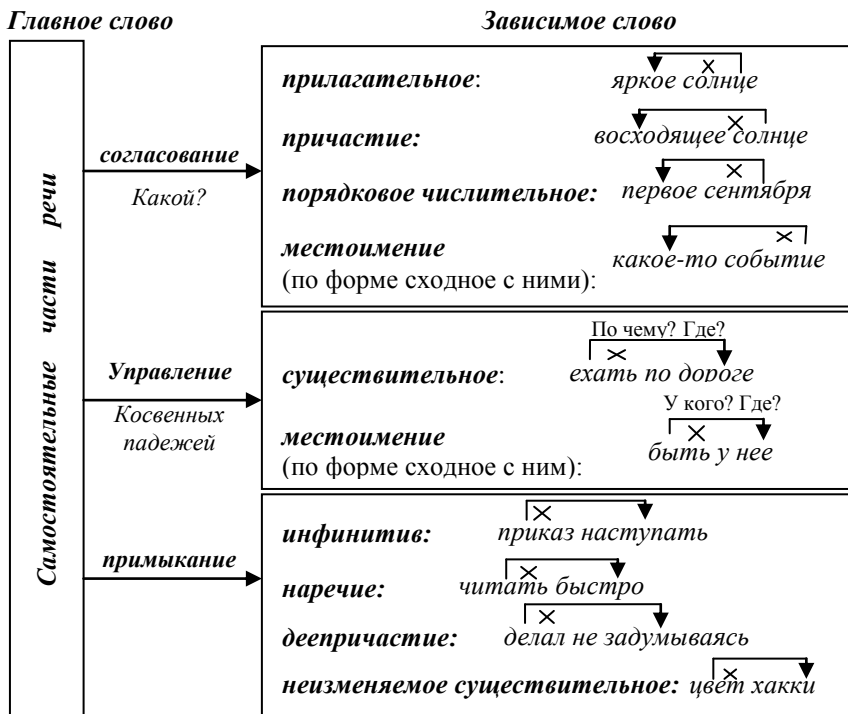 Главное слово
Зависимое слово
Самостоятельные части речи
согласование
Какой?
прилагательное: яркое солнце
причастие: восходящее солнце
порядковое числительное: первое сентября
местоимение
(по форме сходное с ними): какое-то событие
Управление
Косвенных
падежей
По чему? Где?
существительное: ехать по дороге
У кого? Где?
местоимение
(по форме сходное с ним): быть у нее
примыкание
инфинитив: приказ наступать
наречие: читать быстро
деепричастие: делал не задумываясь
неизменяемое существительное: цвет хакки